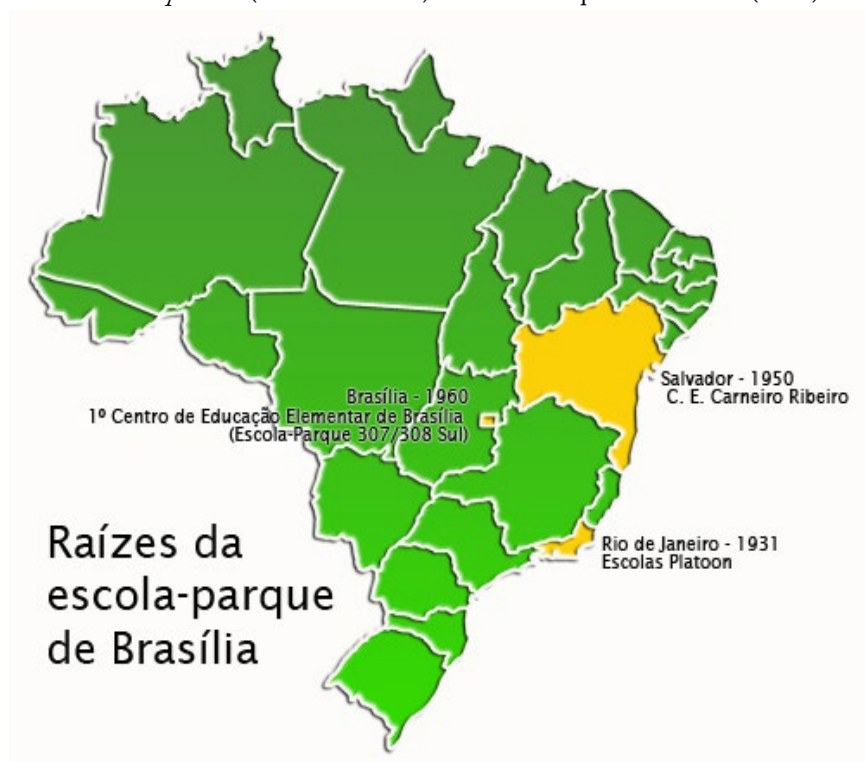 Brasília - 1960
1º Centro de Educação Elementar de Brasília
(Escola-Parque 307/308 Sul)
Salvador - 1950
C. E. Carneiro Ribeiro
Rio de Janeiro - 1931
Escolas Platoon
Raízes da
escola-parque
de Brasília